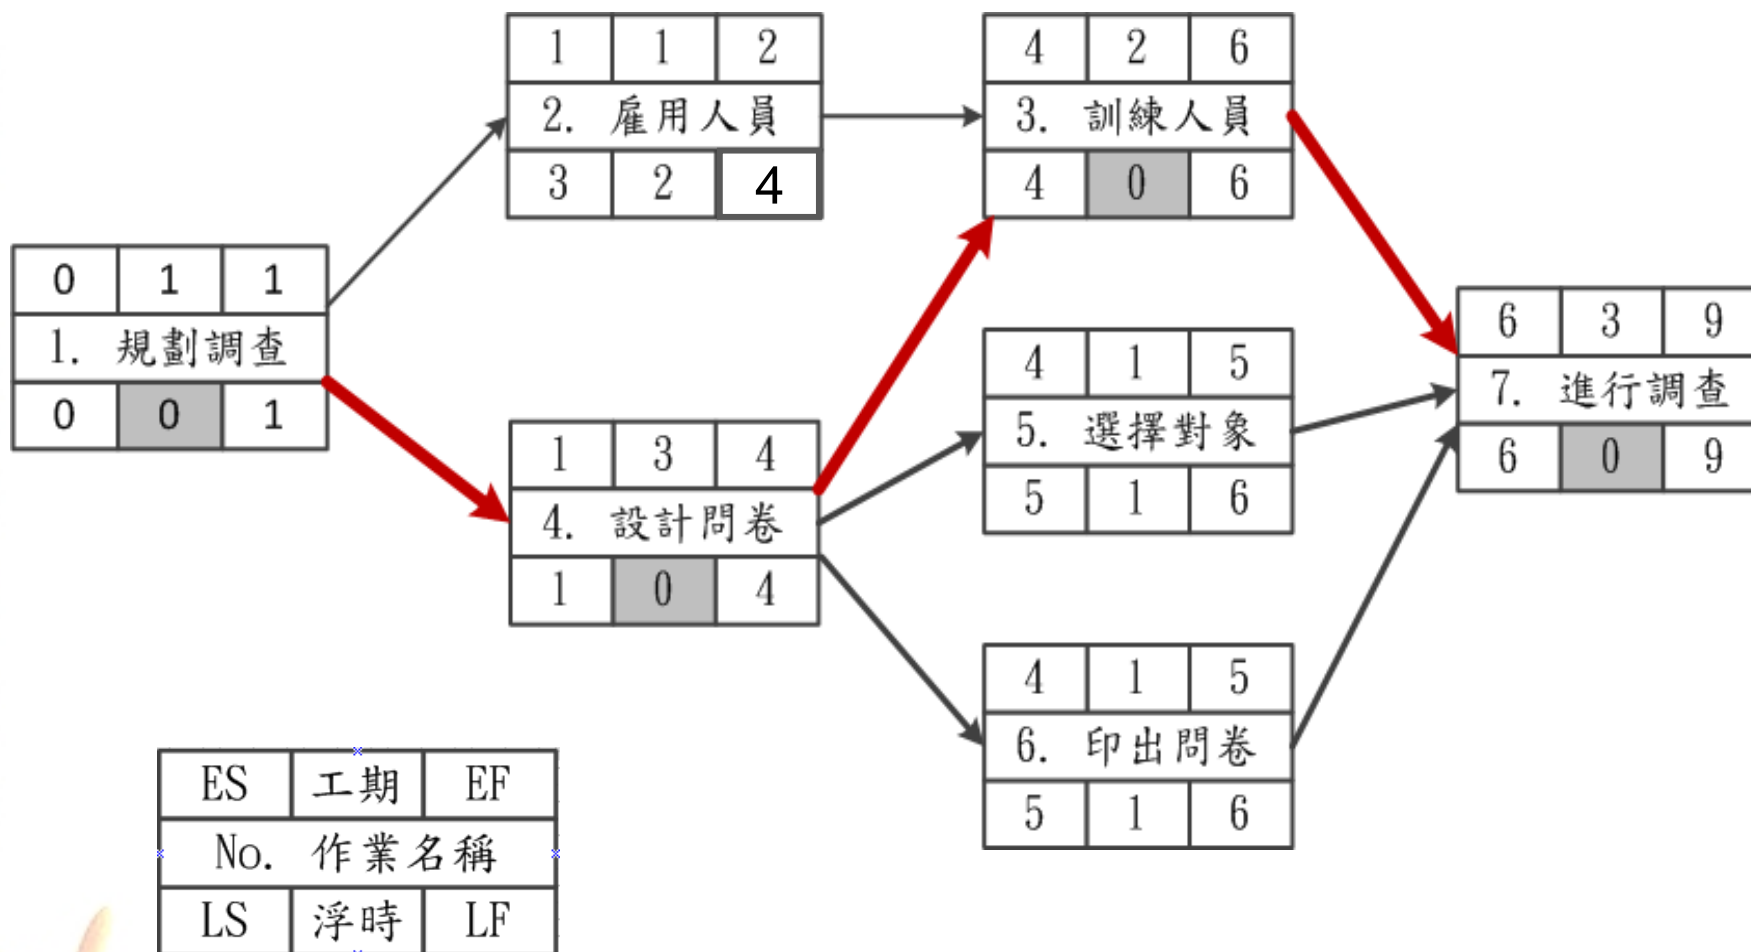 1 1 2
2. 雇用人員
3 2 4
4 2 6
3. 訓練人員
4 0 6
0 1 1
1. 規劃調查
0 0 1
1 3 4
4. 設計問卷
1 0 4
4 1 5
5. 選擇對象
5 1 6
6 3 9
7. 進行調查
6 0 9
4 1 5
6. 印出問卷
5 1 6
ES 工期 EF
No. 作業名稱
LS 浮時 LF